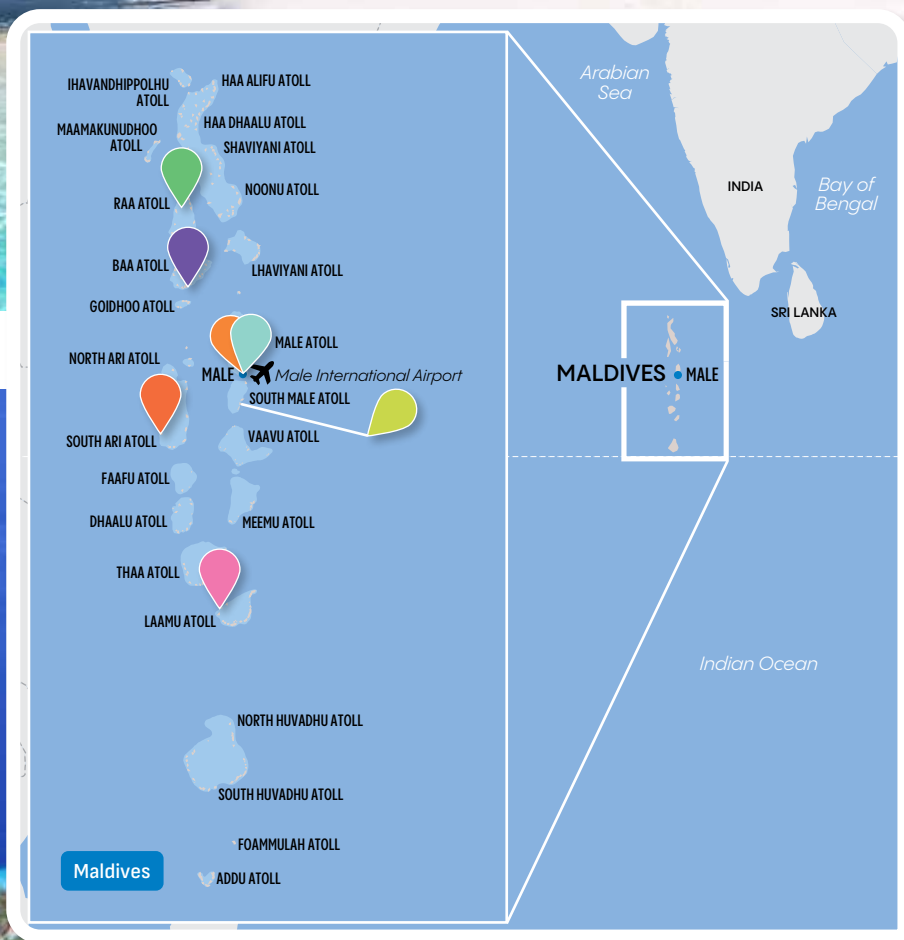 IHAVANDHIPPOLHU
ATOLL
HAA ALIFU ATOLL
HAA DHAALU ATOLL
MAAMAKUNUDHOO
ATOLL
SHAVIYANI ATOLL
NOONU ATOLL
RAA ATOLL
BAA ATOLL
LHAVIYANI ATOLL
GOIDHOO ATOLL
MALE ATOLL
NORTH ARI ATOLL
MALE
Male International Airport
SOUTH MALE ATOLL
SOUTH ARI ATOLL
VAAVU ATOLL
FAAFU ATOLL
DHAALU ATOLL
MEEMU ATOLL
THAA ATOLL
LAAMU ATOLL
NORTH HUVADHU ATOLL
SOUTH HUVADHU ATOLL
FOAMMULAH ATOLL
ADDU ATOLL
Maldives
Arabian
Sea
INDIA
Bay of
Bengal
SRI LANKA
MALDIVES
MALE
Indian Ocean